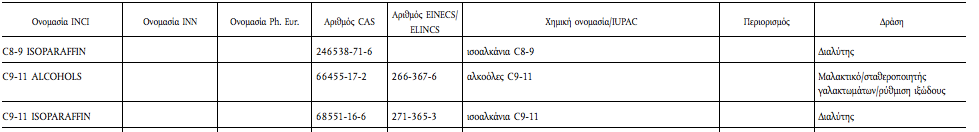 Ονομασία INCI Ονομασία INN Ονομασία Ph. Eur. Αριθμός CAS Αριθμός EINECS/ELINCS Χημική ονομασία/IUPAC Περιορισμός Δράση
C8-9 ISOPARAFFIN 246538-71-6 ισοαλκάνια C8-9 Διαλύτης
C9-11 ALCOHOLS 66455-17-2 266-367-6 αλκοόλες C9-11 Μαλακτικό/σταθεροποιητής
γαλακτωμάτων/ρύθμιση ιξώδους
C9-11 ISOPARAFFIN 68551-16-6 271-365-3 ισοαλκάνια C9-11 Διαλύτης